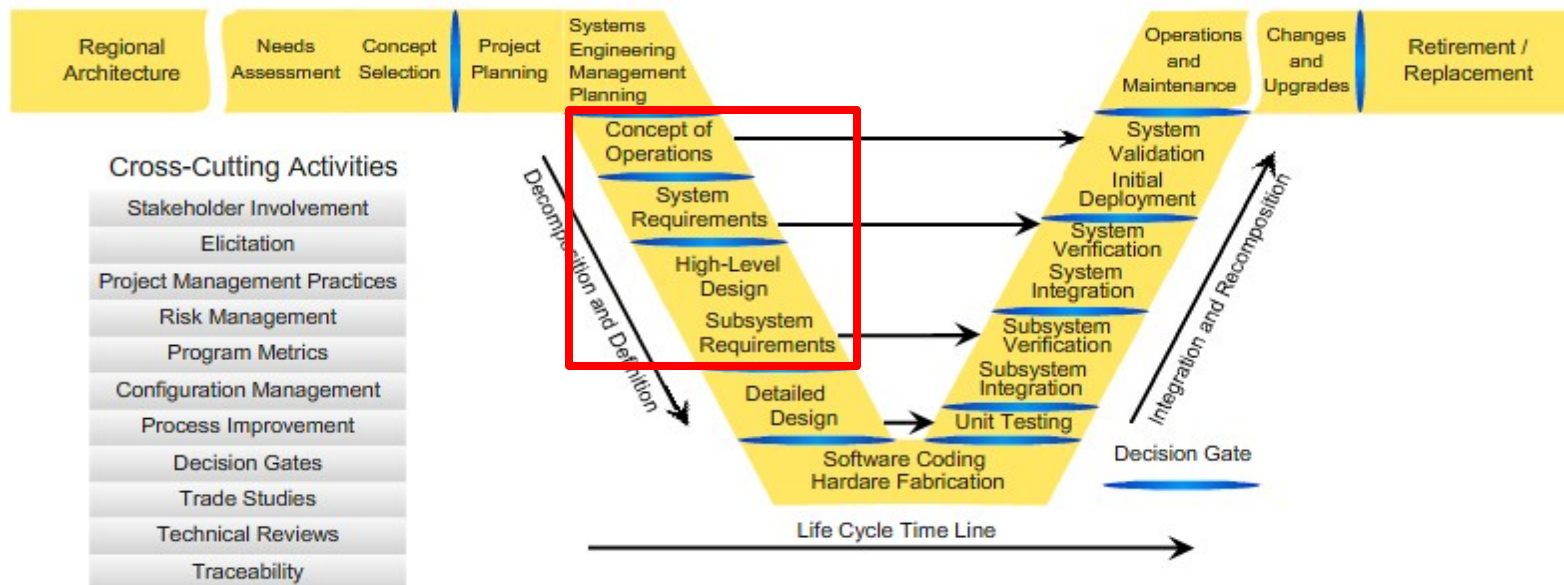 Regional
Architecture
Needs
Assessment
Concept
Selection
Project
Planning
Systems
Engineering
Management
Planning
Operations
and
Maintenance
Changes
and
Upgrades
Retirement /
Replacement
Cross-Cutting Activities
Stakeholder Involvement
Elicitation
Project Management Practices
Risk Management
Program Metrics
Configuration Management
Process Improvement
Decision Gates
Trade Studies
Technical Reviews
Traceability
Decomposition and Definition
Concept of
Operations
System
Requirements
High-Level
Design
Subsystem
Requirements
Detailed
Design
Software Coding
Hardare Fabrication
System
Validation
Initial
Deployment
System
Verification
System
Integration
Subsystem
Verification
Subsystem
Integration
Unit Testing
Integration and Recomposition
Decision Gate
Life Cycle Time Line